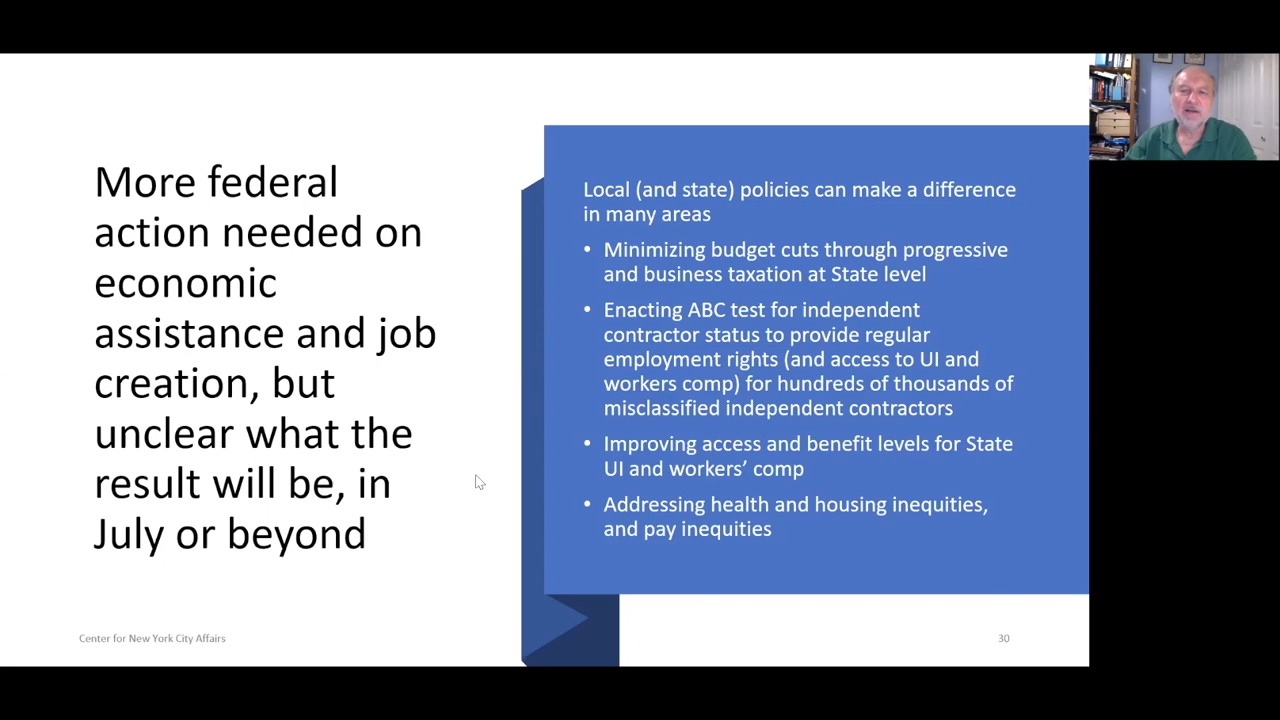 More federal
action needed on
economic
assistance and job
creation, but
unclear what the
result will be, in
July or beyond
Local (and state) policies can make a difference
in many areas
• Minimizing budget cuts through progressive
and business taxation at State level
• Enacting ABC test for independent
contractor status to provide regular
employment rights (and access to UI and
workers comp) for hundreds of thousands of
misclassified independent contractors
• Improving access and benefit levels for State
UI and workers’ comp
• Addressing health and housing inequities,
and pay inequities
Center for New York City Affairs
30